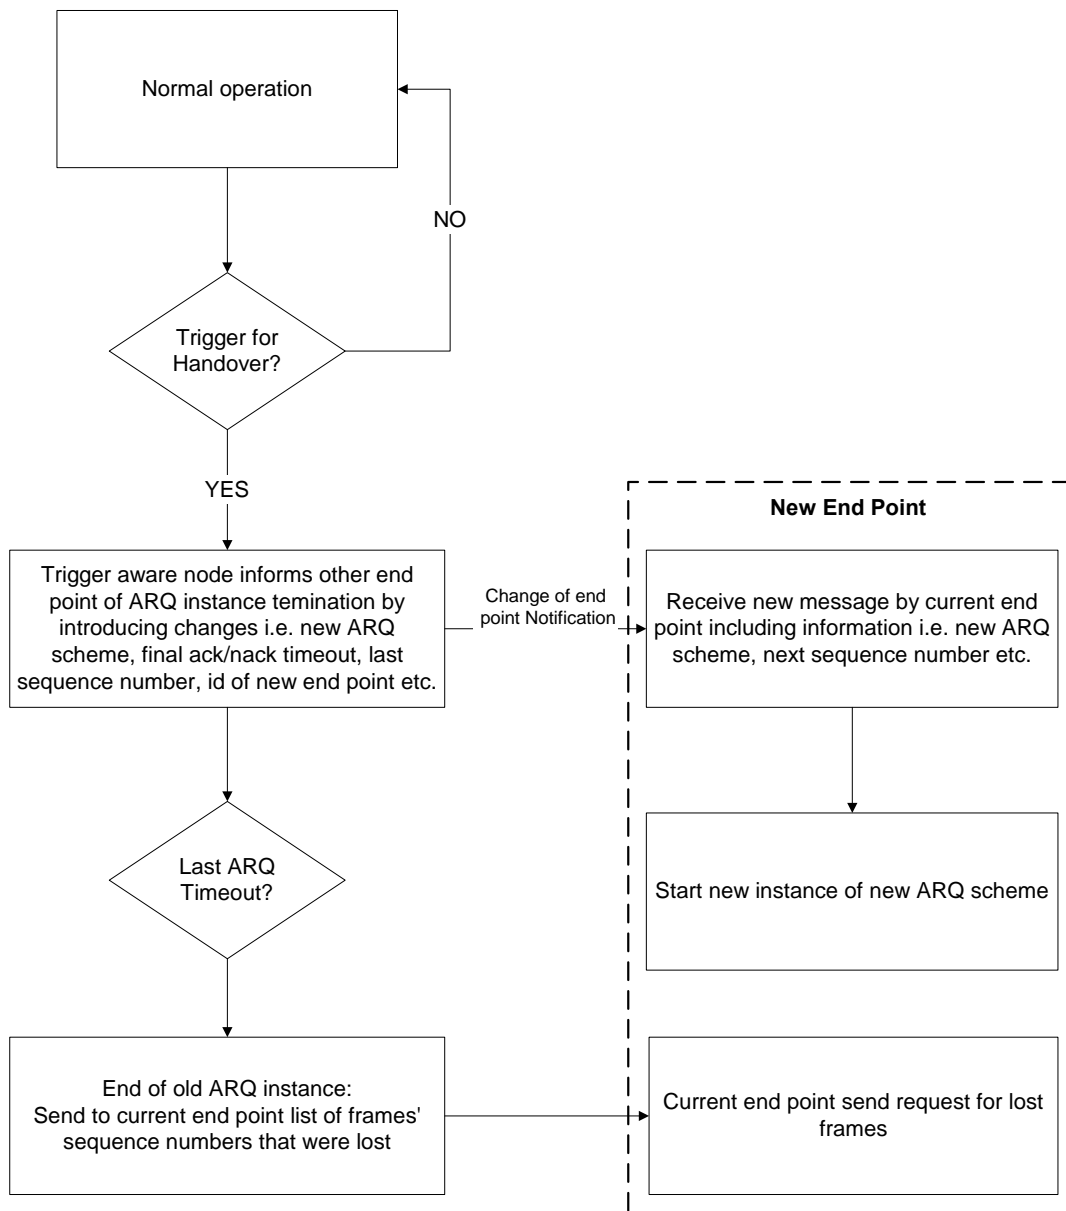 Normal operation
NO
Trigger for
Handover?
YES
New End Point
Trigger aware node informs other end
point of ARQ instance temination by
introducing changes i.e. new ARQ
scheme, final ack/nack timeout, last
sequence number, id of new end point etc.
Change of end
point Notification
Receive new message by current end
point including information i.e. new ARQ
scheme, next sequence number etc.
Last ARQ
Timeout?
Start new instance of new ARQ scheme
End of old ARQ instance:
Send to current end point list of frames'
sequence numbers that were lost
Current end point send request for lost
frames